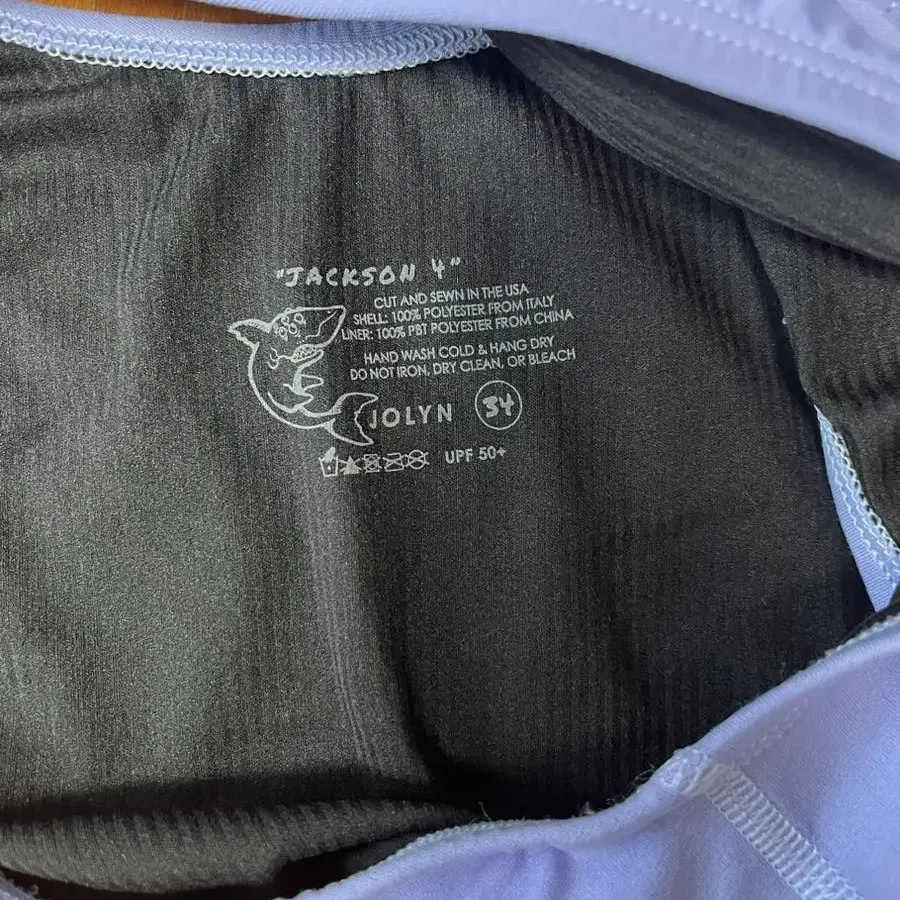 "JACKSON 4"
CUT AND SEWN IN THE USA
SHELL: 100% POLYESTER FROM ITALY
LINER: 100% PBT POLYESTER FROM CHINA
HAND WASH COLD & HANG DRY
DO NOT IRON, DRY CLEAN, OR BLEACH
JOLYN 34
UPF 50+